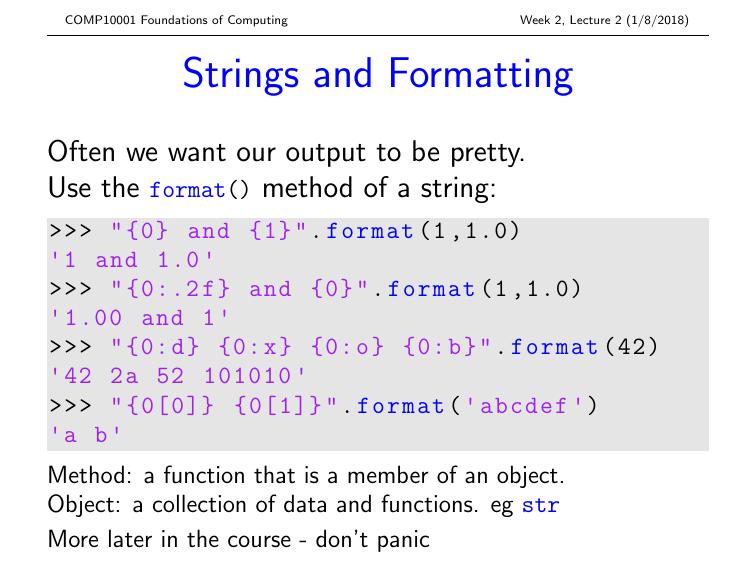 COMP10001 Foundations of Computing Week 2, Lecture 2 (1/8/2018)
Strings and Formatting
Often we want our output to be pretty.
Use the format() method of a string:
>>> "{0} and {1}".format(1,1.0)
'1 and 1.0'
>>> "{0:.2f} and {0}".format(1,1.0)
'1.00 and 1'
>>> "{0:d} {0:x} {0:o} {0:b}".format(42)
'42 2a 52 101010'
>>> "{0[0]} {0[1]}".format('abcdef')
'a b'
Method: a function that is a member of an object.
Object: a collection of data and functions. eg str
More later in the course - don't panic